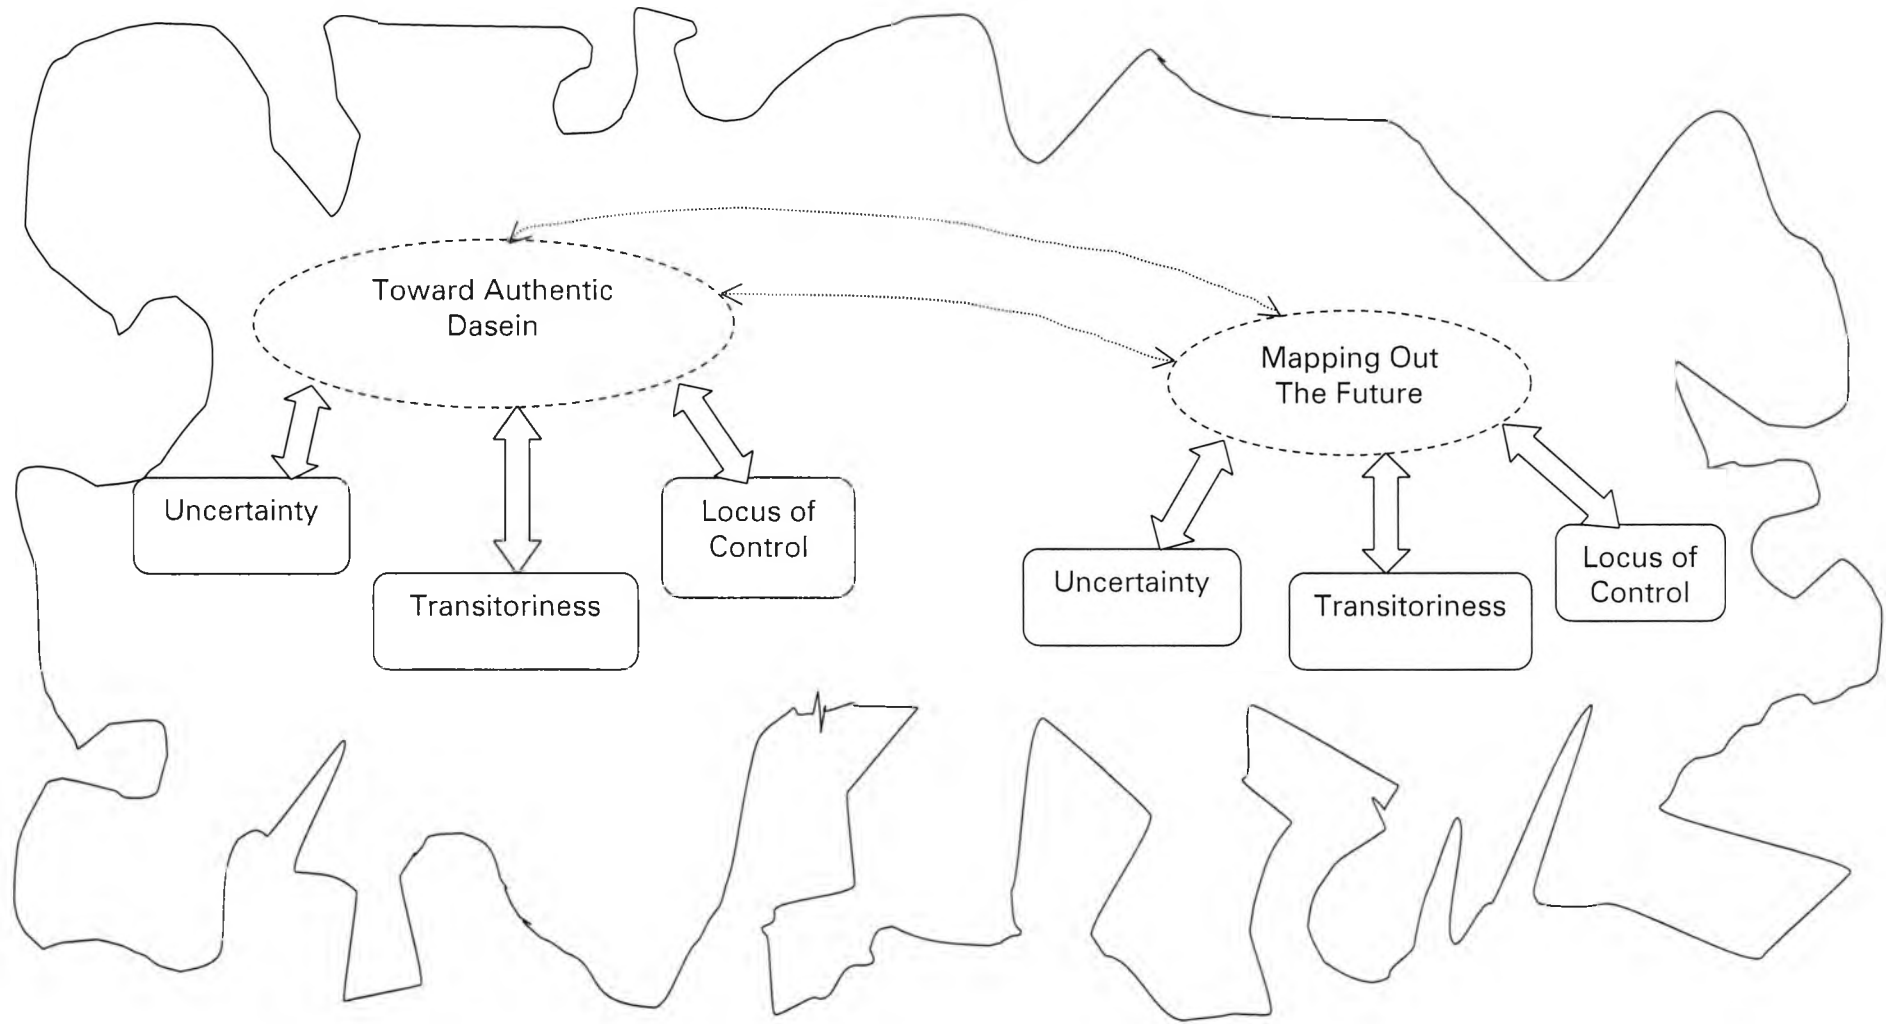 Toward Authentic
Dasein
Mapping Out
The Future
Uncertainty
Transitoriness
Locus of
Control
Uncertainty
Transitoriness
Locus of
Control